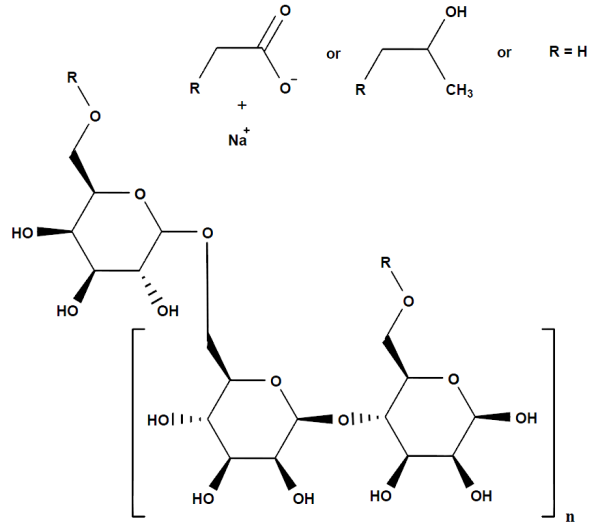 O OH
or or R = H
R O⁻ R CH₃
+
Na⁺
R
O
O
HO O
R
HO OH O
O O
HO O OH
HO OH HO OH
n